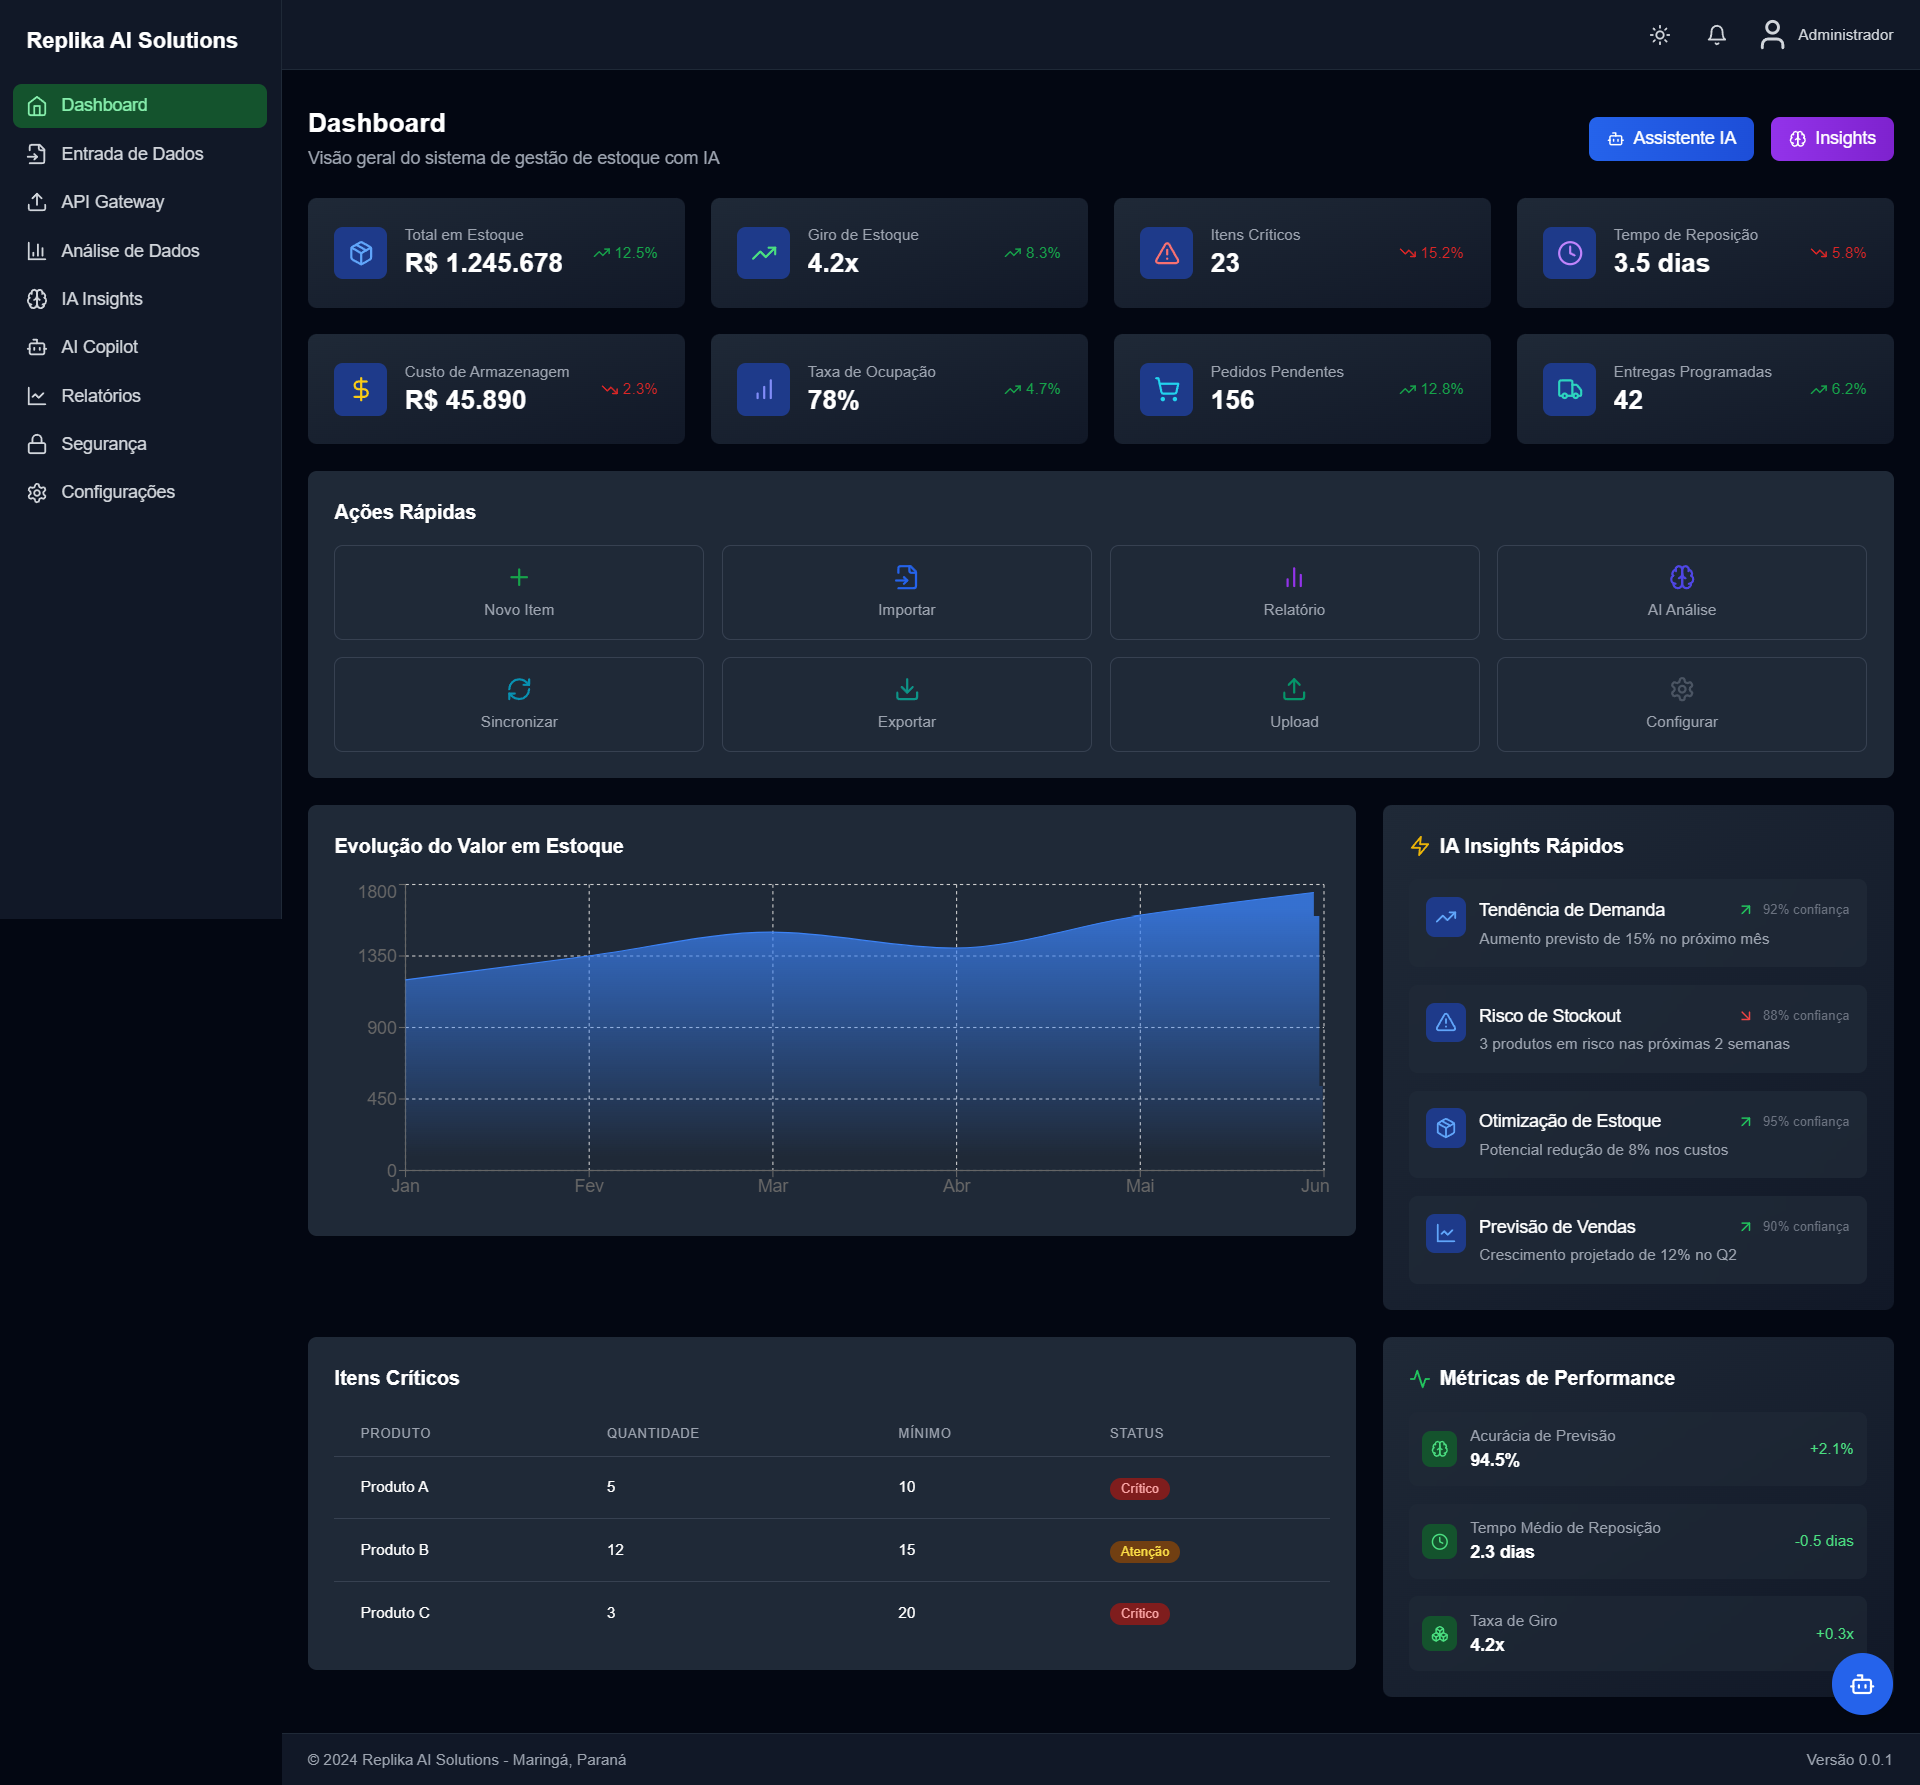 Replika AI Solutions
Administrador
Dashboard
Entrada de Dados
API Gateway
Análise de Dados
IA Insights
AI Copilot
Relatórios
Segurança
Configurações
Dashboard
Visão geral do sistema de gestão de estoque com IA
Assistente IA
Insights
Total em Estoque
R$ 1.245.678
12.5%
Giro de Estoque
4.2x
8.3%
Itens Críticos
23
15.2%
Tempo de Reposição
3.5 dias
5.8%
Custo de Armazenagem
R$ 45.890
2.3%
Taxa de Ocupação
78%
4.7%
Pedidos Pendentes
156
12.8%
Entregas Programadas
42
6.2%
Ações Rápidas
Novo Item
Importar
Relatório
AI Análise
Sincronizar
Exportar
Upload
Configurar
Evolução do Valor em Estoque
1800
1350
900
450
0
Jan Fev Mar Abr Mai Jun
IA Insights Rápidos
Tendência de Demanda
92% confiança
Aumento previsto de 15% no próximo mês
Risco de Stockout
88% confiança
3 produtos em risco nas próximas 2 semanas
Otimização de Estoque
95% confiança
Potencial redução de 8% nos custos
Previsão de Vendas
90% confiança
Crescimento projetado de 12% no Q2
Itens Críticos
PRODUTO QUANTIDADE MÍNIMO STATUS
Produto A 5 10 Crítico
Produto B 12 15 Atenção
Produto C 3 20 Crítico
Métricas de Performance
Acurácia de Previsão
94.5%
+2.1%
Tempo Médio de Reposição
2.3 dias
-0.5 dias
Taxa de Giro
4.2x
+0.3x
© 2024 Replika AI Solutions - Maringá, Paraná
Versão 0.0.1